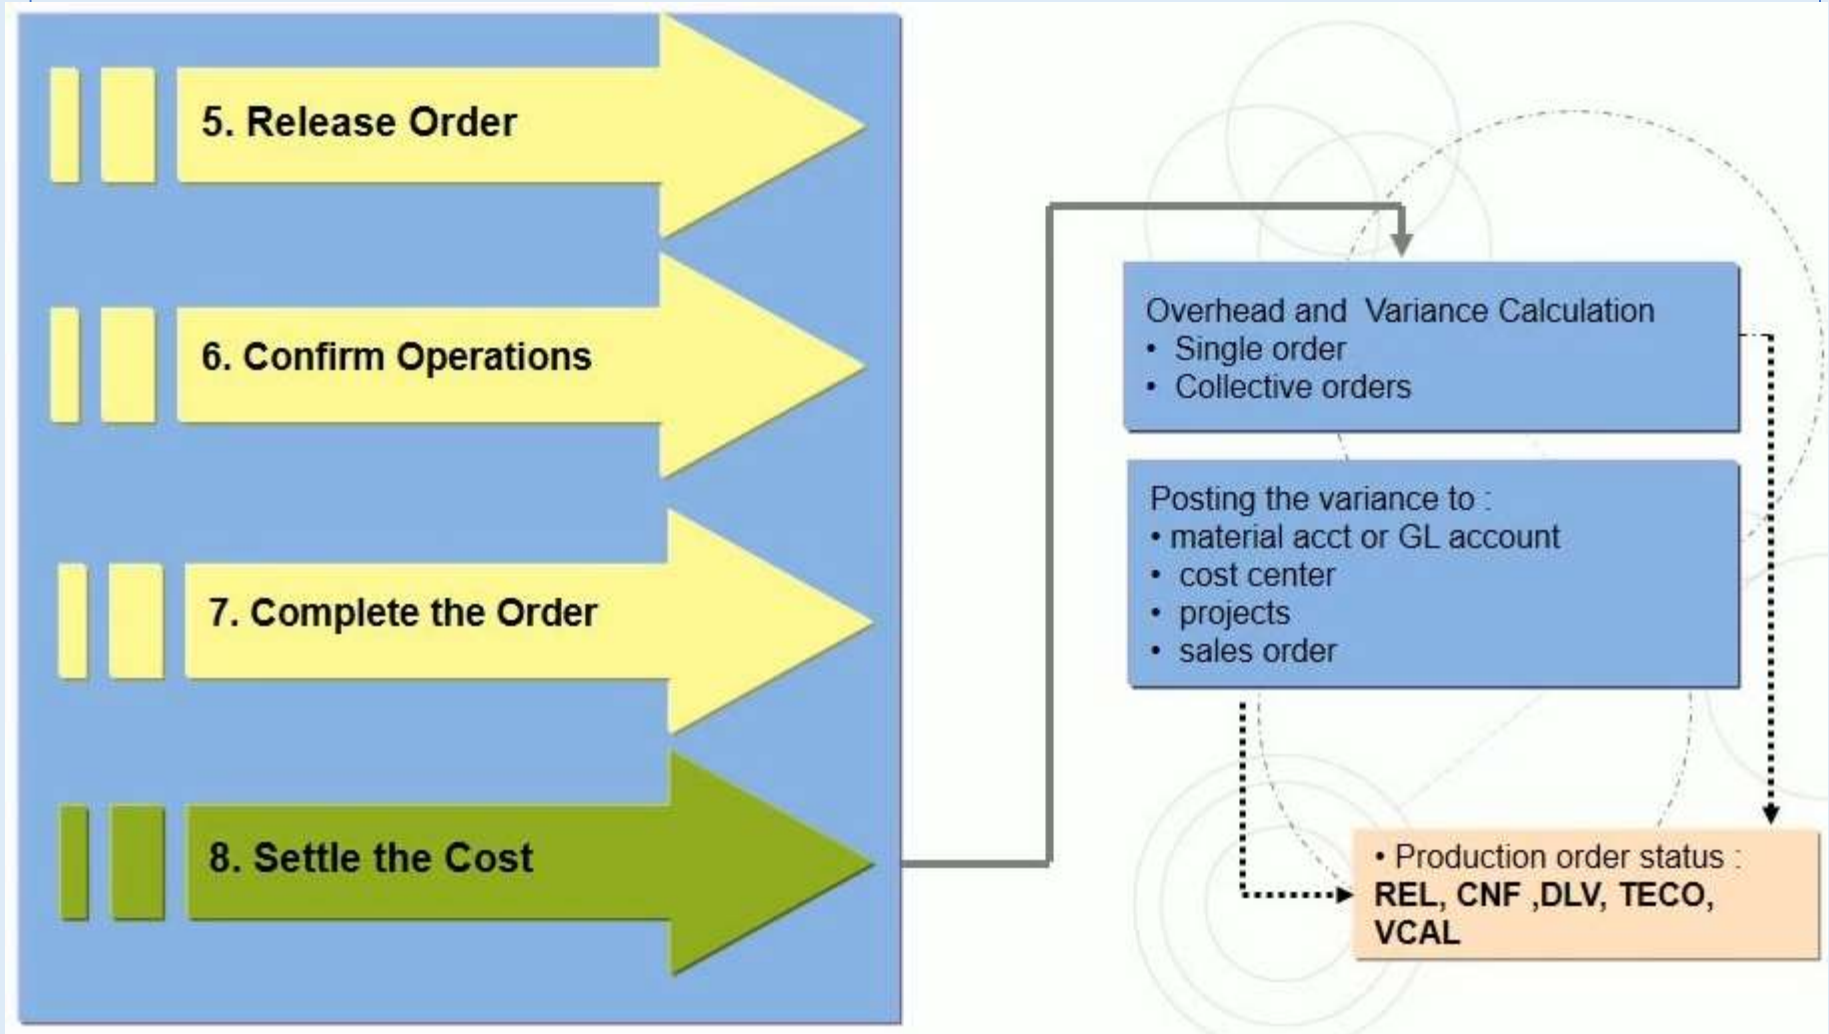 5. Release Order
6. Confirm Operations
7. Complete the Order
8. Settle the Cost
Overhead and Variance Calculation
• Single order
• Collective orders
Posting the variance to :
• material acct or GL account
• cost center
• projects
• sales order
• Production order status :
REL, CNF ,DLV, TECO,
VCAL